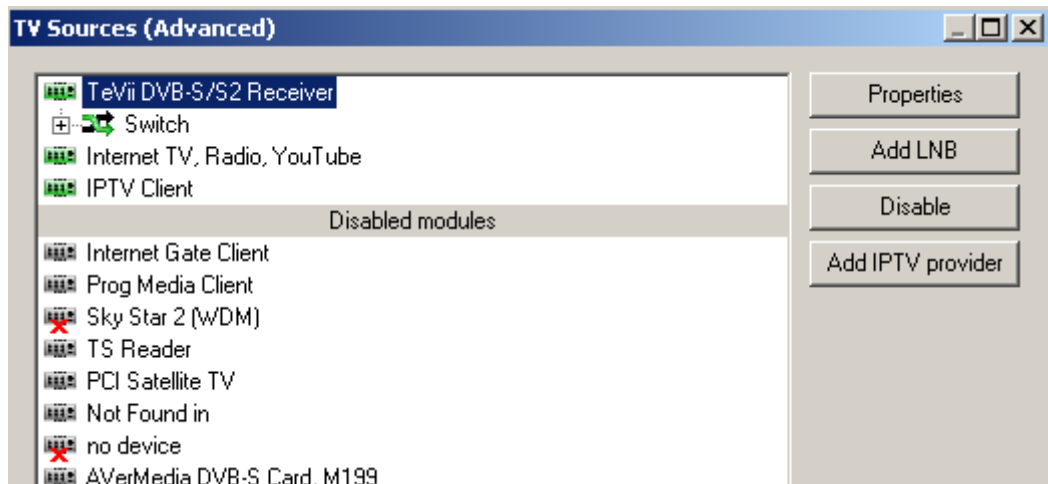 TV Sources (Advanced)
TeVii DVB-S/S2 Receiver
Switch
Internet TV, Radio, YouTube
IPTV Client
Disabled modules
Internet Gate Client
Prog Media Client
Sky Star 2 (WDM)
TS Reader
PCI Satellite TV
Not Found in
no device
AVerMedia DVB-S Card. M199
Properties
Add LNB
Disable
Add IPTV provider